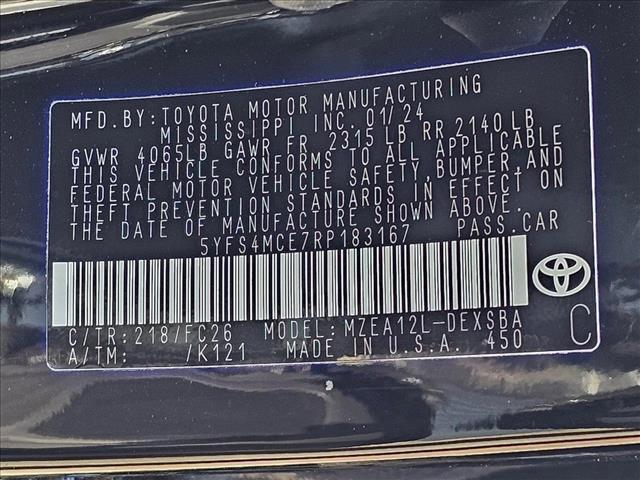 MFD. BY: TOYOTA MOTOR MANUFACTURING
MISSISSIPPI INC. 01/24
GVWR 4065LB GAWR FR 2315 LB RR 2140 LB
THIS VEHICLE CONFORMS TO ALL APPLICABLE
FEDERAL MOTOR VEHICLE SAFETY, BUMPER, AND
THEFT PREVENTION STANDARDS IN EFFECT ON
THE DATE OF MANUFACTURE SHOWN ABOVE.
5YFS4MCE7RP183167 PASS. CAR
C/TR: 218/FC26 MODEL: MZEA12L-DEXSBA C
A/TM: /K121 MADE IN U.S.A. 450